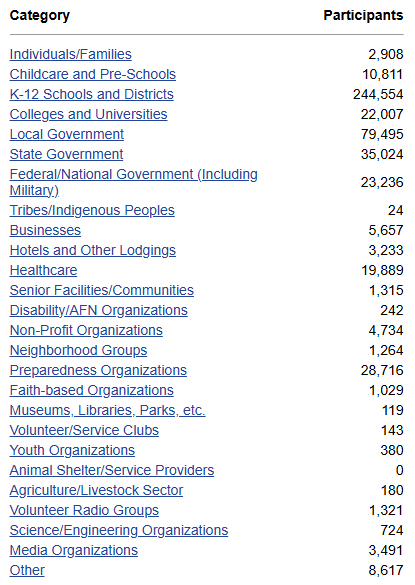 Category Participants
Individuals/Families 2,908
Childcare and Pre-Schools 10,811
K-12 Schools and Districts 244,554
Colleges and Universities 22,007
Local Government 79,495
State Government 35,024
Federal/National Government (Including
Military) 23,236
Tribes/Indigenous Peoples 24
Businesses 5,657
Hotels and Other Lodgings 3,233
Healthcare 19,889
Senior Facilities/Communities 1,315
Disability/AFN Organizations 242
Non-Profit Organizations 4,734
Neighborhood Groups 1,264
Preparedness Organizations 28,716
Faith-based Organizations 1,029
Museums, Libraries, Parks, etc. 119
Volunteer/Service Clubs 143
Youth Organizations 380
Animal Shelter/Service Providers 0
Agriculture/Livestock Sector 180
Volunteer Radio Groups 1,321
Science/Engineering Organizations 724
Media Organizations 3,491
Other 8,617